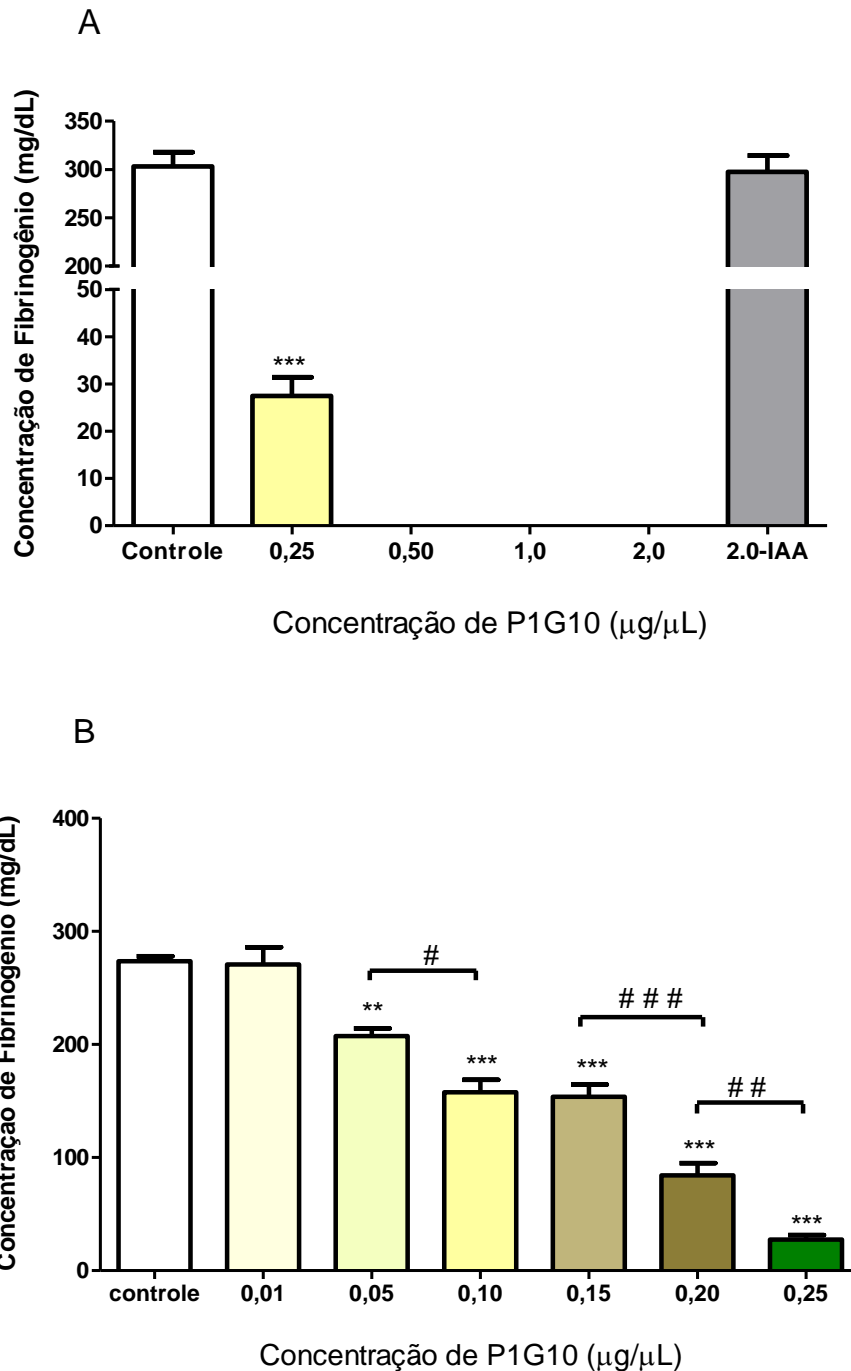 A
Concentração de Fibrinogênio (mg/dL)
350
300
250
200
50
40
30
20
10
0
***
Controle 0,25 0,50 1,0 2,0 2.0-IAA
Concentração de P1G10 (μg/μL)
B
Concentração de Fibrinogênio (mg/dL)
400
300
200
100
0
#
# # #
# #
**
***
***
***
***
controle 0,01 0,05 0,10 0,15 0,20 0,25
Concentração de P1G10 (μg/μL)